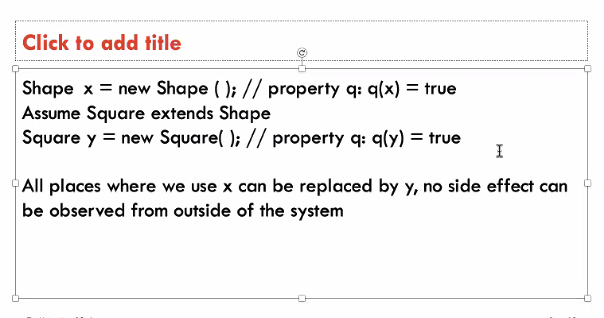 Click to add title
Shape x = new Shape ( ); // property q: q(x) = true
Assume Square extends Shape
Square y = new Square( ); // property q: q(y) = true
All places where we use x can be replaced by y, no side effect can
be observed from outside of the system